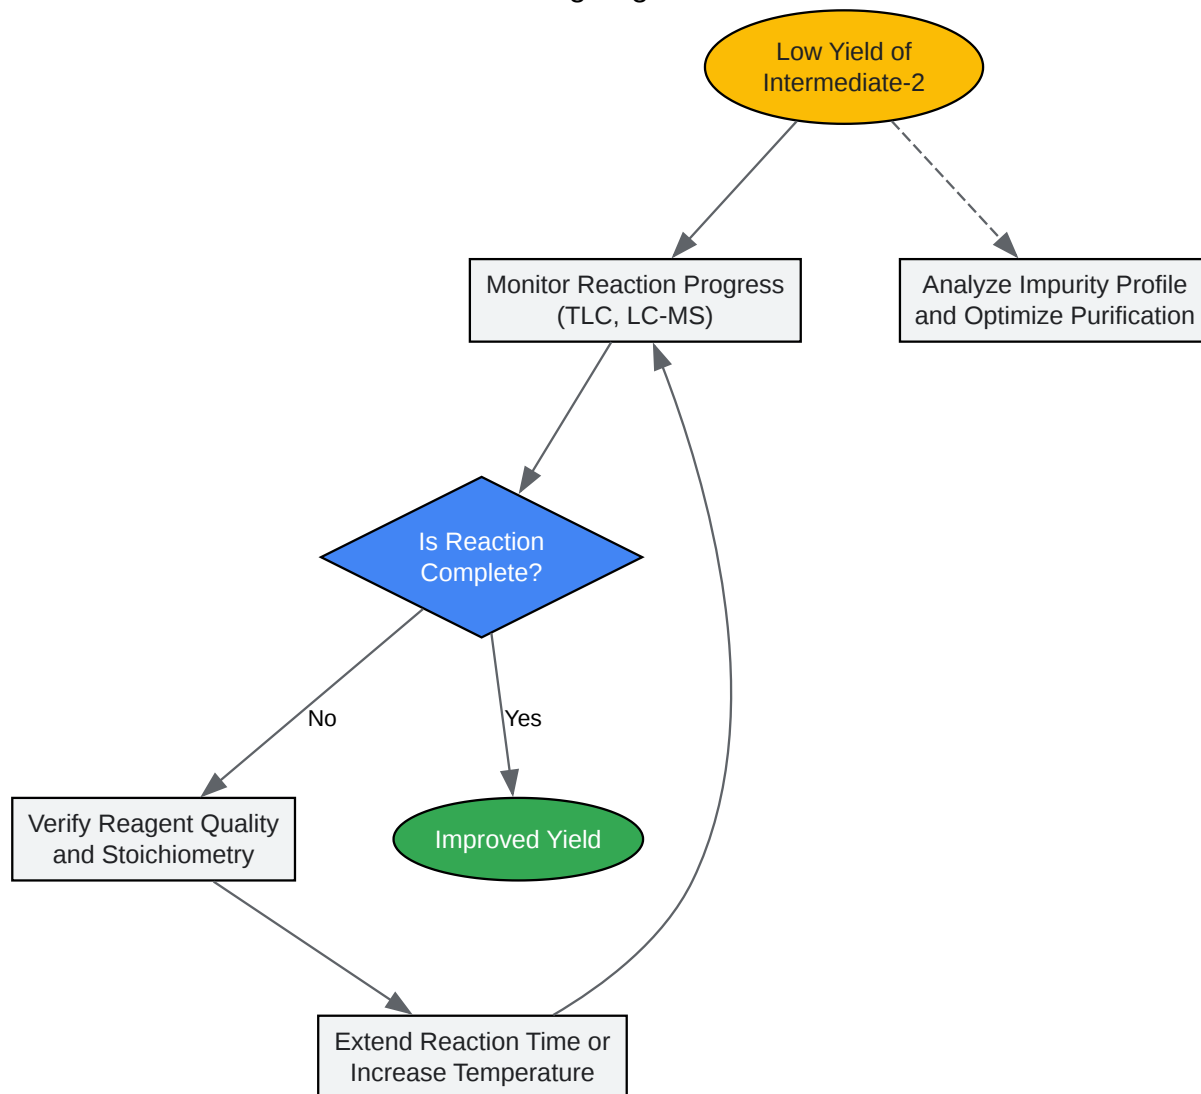 Low Yield of
Intermediate-2
Monitor Reaction Progress
(TLC, LC-MS)
Analyze Impurity Profile
and Optimize Purification
Is Reaction
Complete?
No
Yes
Verify Reagent Quality
and Stoichiometry
Improved Yield
Extend Reaction Time or
Increase Temperature